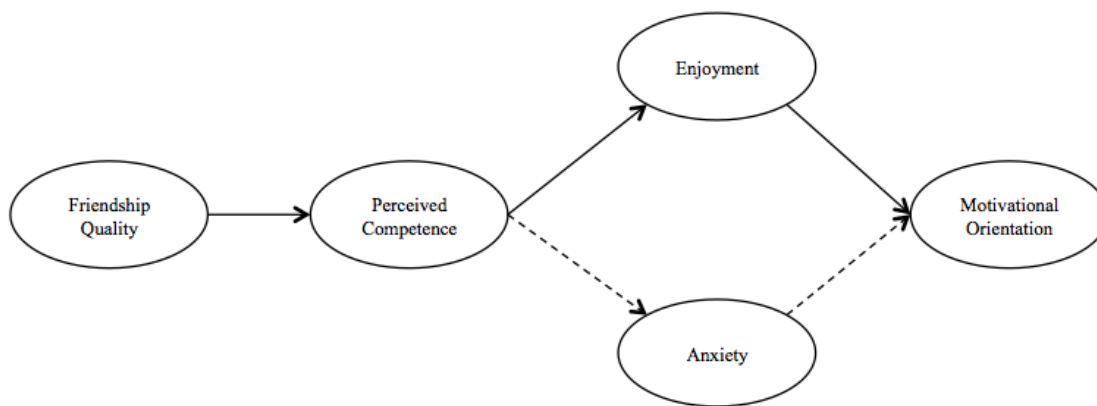 Enjoyment
Friendship
Quality
Perceived
Competence
Motivational
Orientation
Anxiety